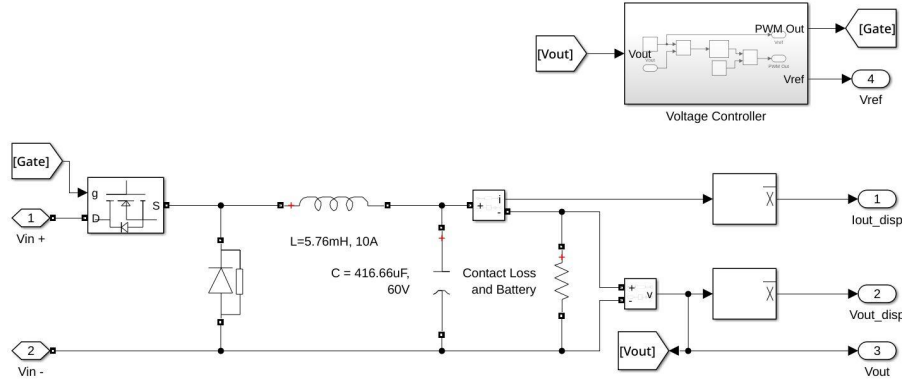 PWM Out
[Gate]
[Vout]
Vout
Vref
4
Vref
Voltage Controller
[Gate]
g
D
S
1
Vin +
i
+
-
1
Iout_disp
L=5.76mH, 10A
C = 416.66uF,
60V
Contact Loss
and Battery
+
-
v
2
Vout_disp
2
Vin -
[Vout]
3
Vout